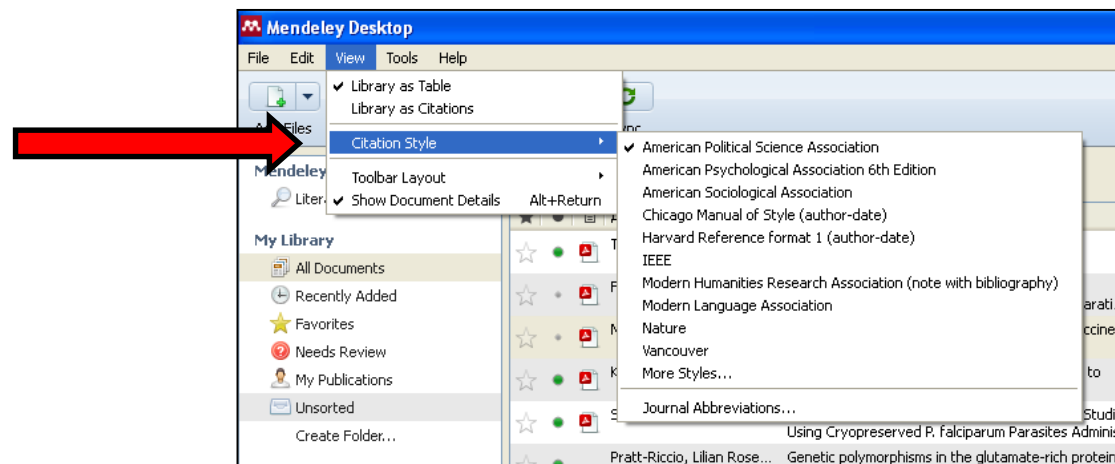 Mendeley Desktop
File Edit View Tools Help
Library as Table
Library as Citations
Files
Citation Style
Toolbar Layout
Show Document Details Alt+Return
American Political Science Association
American Psychological Association 6th Edition
American Sociological Association
Chicago Manual of Style (author-date)
Harvard Reference format 1 (author-date)
IEEE
Modern Humanities Research Association (note with bibliography)
Modern Language Association
Nature
Vancouver
More Styles...
Journal Abbreviations...
Mendeley
Liter
My Library
All Documents
Recently Added
Favorites
Needs Review
My Publications
Unsorted
Create Folder...
to
Using Cryopreserved P. falciparum Parasites Adminis
Pratt-Riccio, Lilian Rose... Genetic polymorphisms in the glutamate-rich protein